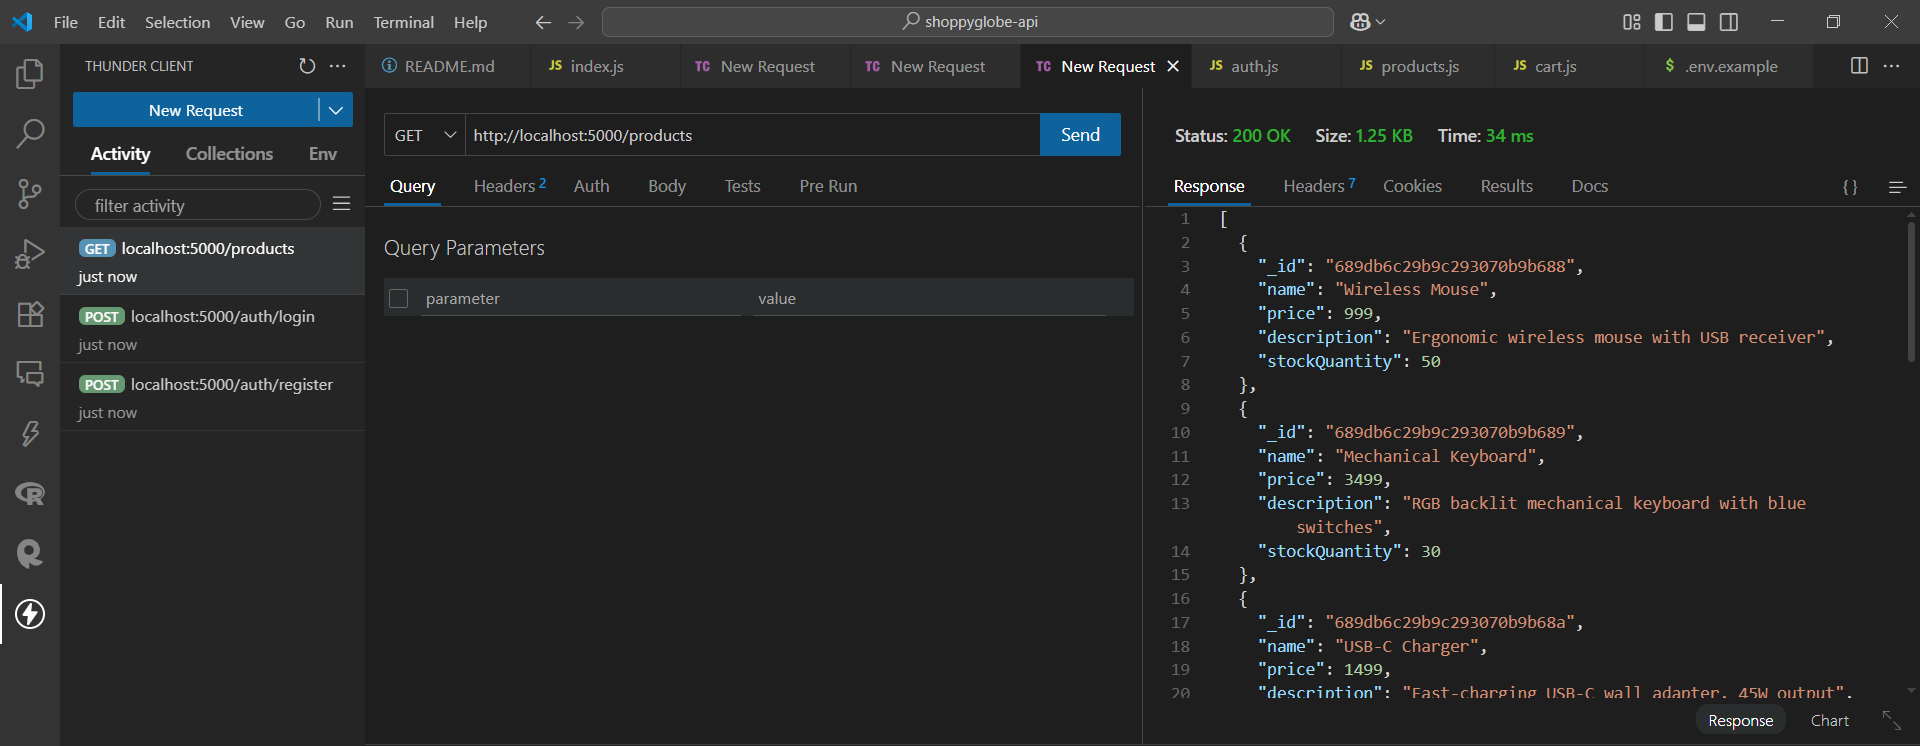 File Edit Selection View Go Run Terminal Help
shoppyglobe-api
THUNDER CLIENT
New Request
Activity Collections Env
filter activity
GET localhost:5000/products
just now
POST localhost:5000/auth/login
just now
POST localhost:5000/auth/register
just now
README.md JS index.js TC New Request TC New Request TC New Request JS auth.js JS products.js JS cart.js $ .env.example
GET http://localhost:5000/products Send
Query Headers 2 Auth Body Tests Pre Run
Query Parameters
parameter value
Status: 200 OK Size: 1.25 KB Time: 34 ms
Response Headers 7 Cookies Results Docs {}
1 [
2 {
3 "_id": "689db6c29b9c293070b9b688",
4 "name": "Wireless Mouse",
5 "price": 999,
6 "description": "Ergonomic wireless mouse with USB receiver",
7 "stockQuantity": 50
8 },
9 {
10 "_id": "689db6c29b9c293070b9b689",
11 "name": "Mechanical Keyboard",
12 "price": 3499,
13 "description": "RGB backlit mechanical keyboard with blue
switches",
14 "stockQuantity": 30
15 },
16 {
17 "_id": "689db6c29b9c293070b9b68a",
18 "name": "USB-C Charger",
19 "price": 1499,
20 "description": "Fast-charging USB-C wall adapter, 45W output",
Response Chart